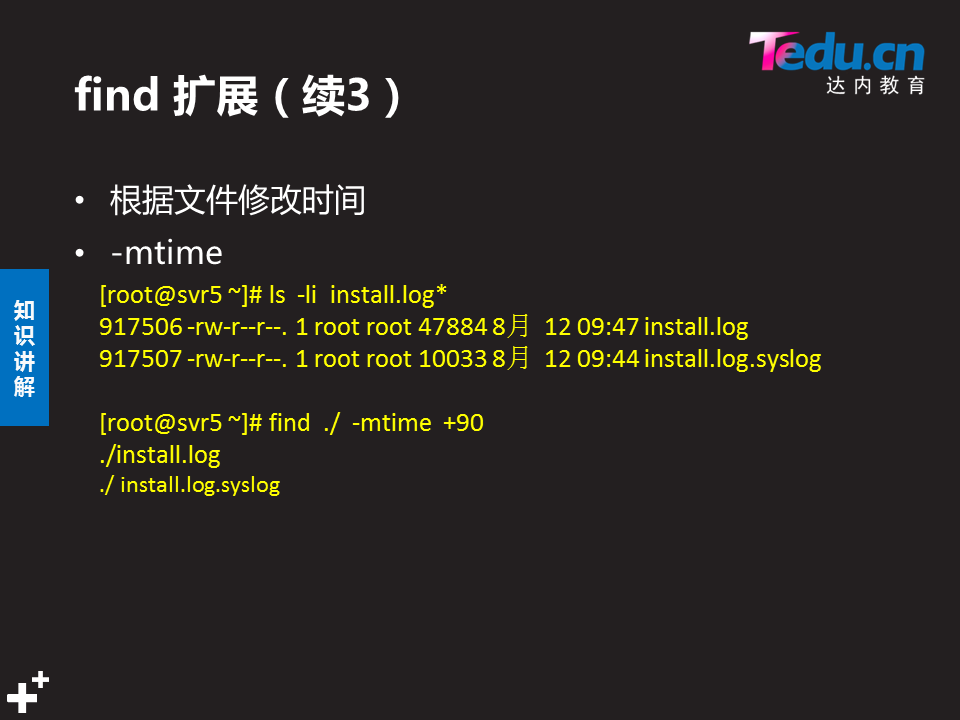 Tedu.cn
达内教育
find 扩展（续3）
• 根据文件修改时间
• -mtime
[root@svr5 ~]# ls -li install.log*
917506 -rw-r--r--. 1 root root 47884 8月 12 09:47 install.log
917507 -rw-r--r--. 1 root root 10033 8月 12 09:44 install.log.syslog
[root@svr5 ~]# find ./ -mtime +90
./install.log
./ install.log.syslog
知
识
讲
解